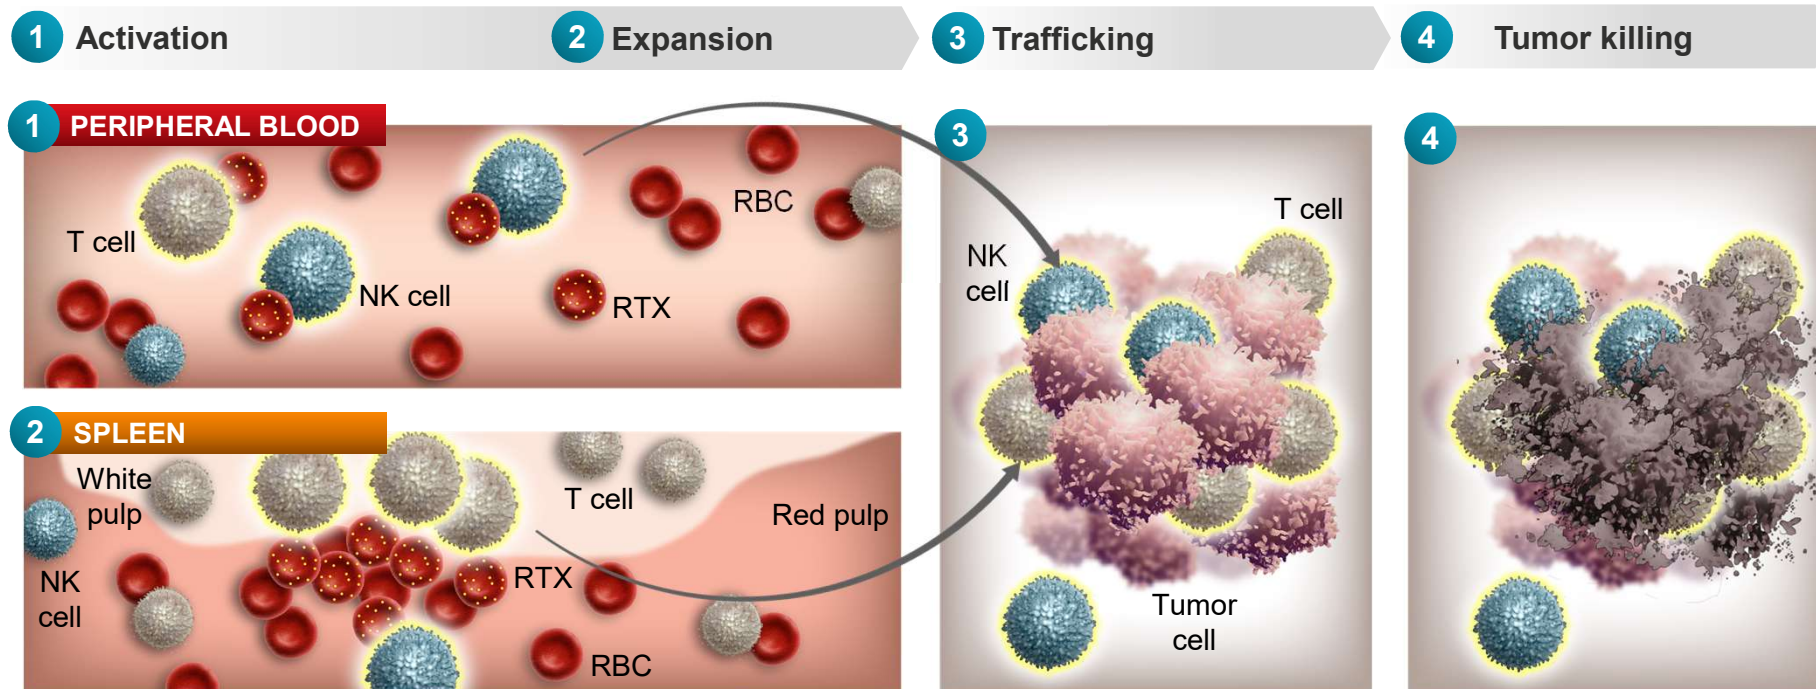 1 Activation
2 Expansion
3 Trafficking
4 Tumor killing
1 PERIPHERAL BLOOD
T cell
NK cell
RTX
RBC
2 SPLEEN
White
pulp
NK
cell
T cell
Red pulp
RTX
RBC
3
NK
cell
T cell
Tumor
cell
4